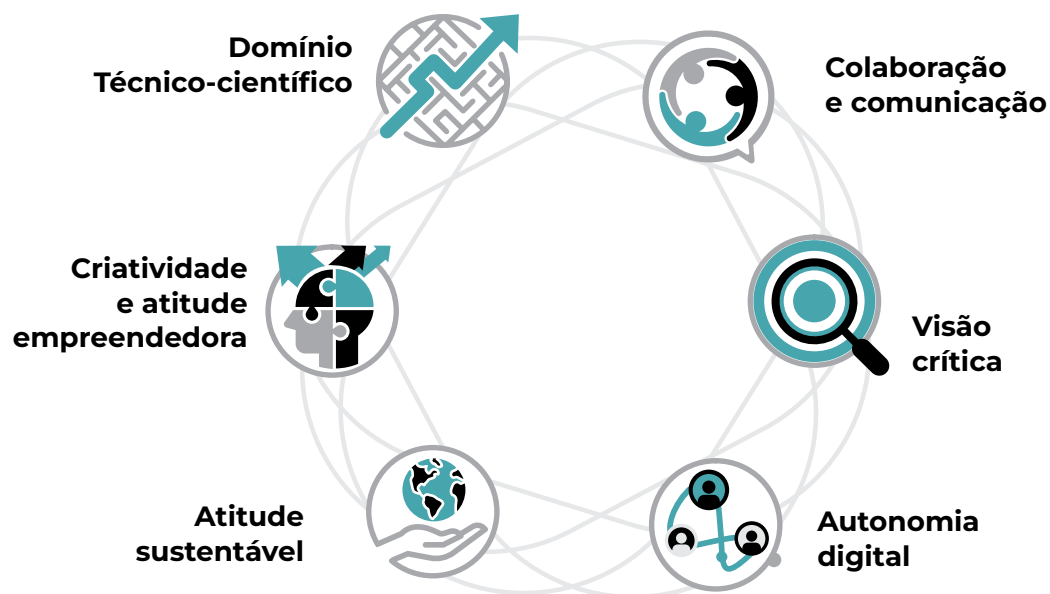 Domínio
Técnico-científico
Colaboração
e comunicação
Criatividade
e atitude
empreendedora
Visão
crítica
Atitude
sustentável
Autonomia
digital